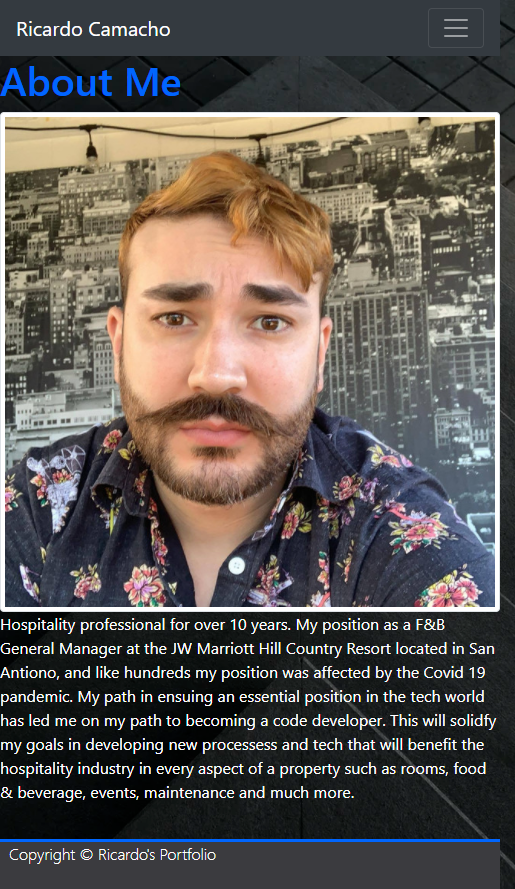 Ricardo Camacho
About Me
Hospitality professional for over 10 years. My position as a F&B
General Manager at the JW Marriott Hill Country Resort located in San
Antiono, and like hundreds my position was affected by the Covid 19
pandemic. My path in ensuing an essential position in the tech world
has led me on my path to becoming a code developer. This will solidfy
my goals in developing new processess and tech that will benefit the
hospitality industry in every aspect of a property such as rooms, food
& beverage, events, maintenance and much more.
Copyright © Ricardo's Portfolio